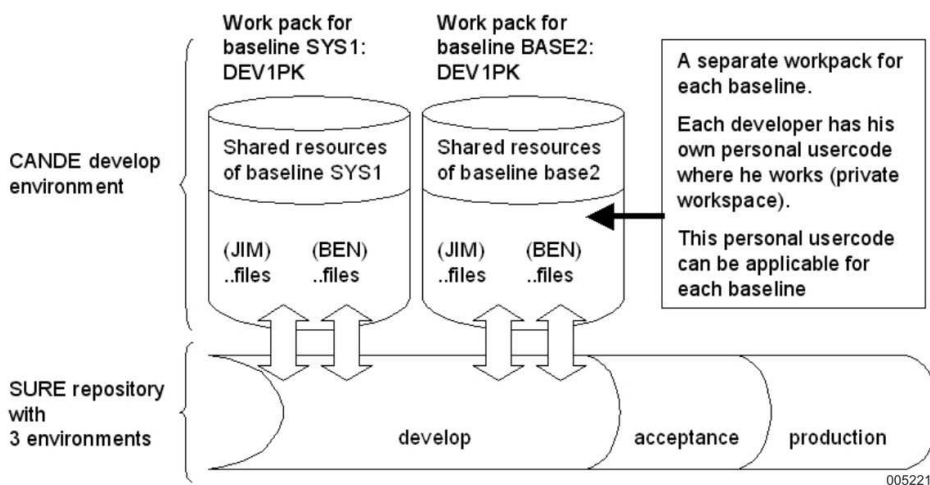 Work pack for
baseline SYS1:
DEV1PK
Work pack for
baseline BASE2:
DEV1PK
A separate workpack for
each baseline.
Each developer has his
own personal usercode
where he works (private
workspace).
This personal usercode
can be applicable for
each baseline
CANDE develop
environment
Shared resources
of baseline SYS1
Shared resources
of baseline base2
(JIM)
..files
(BEN)
..files
(JIM)
..files
(BEN)
..files
SURE repository
with
3 environments
develop
acceptance
production
005221